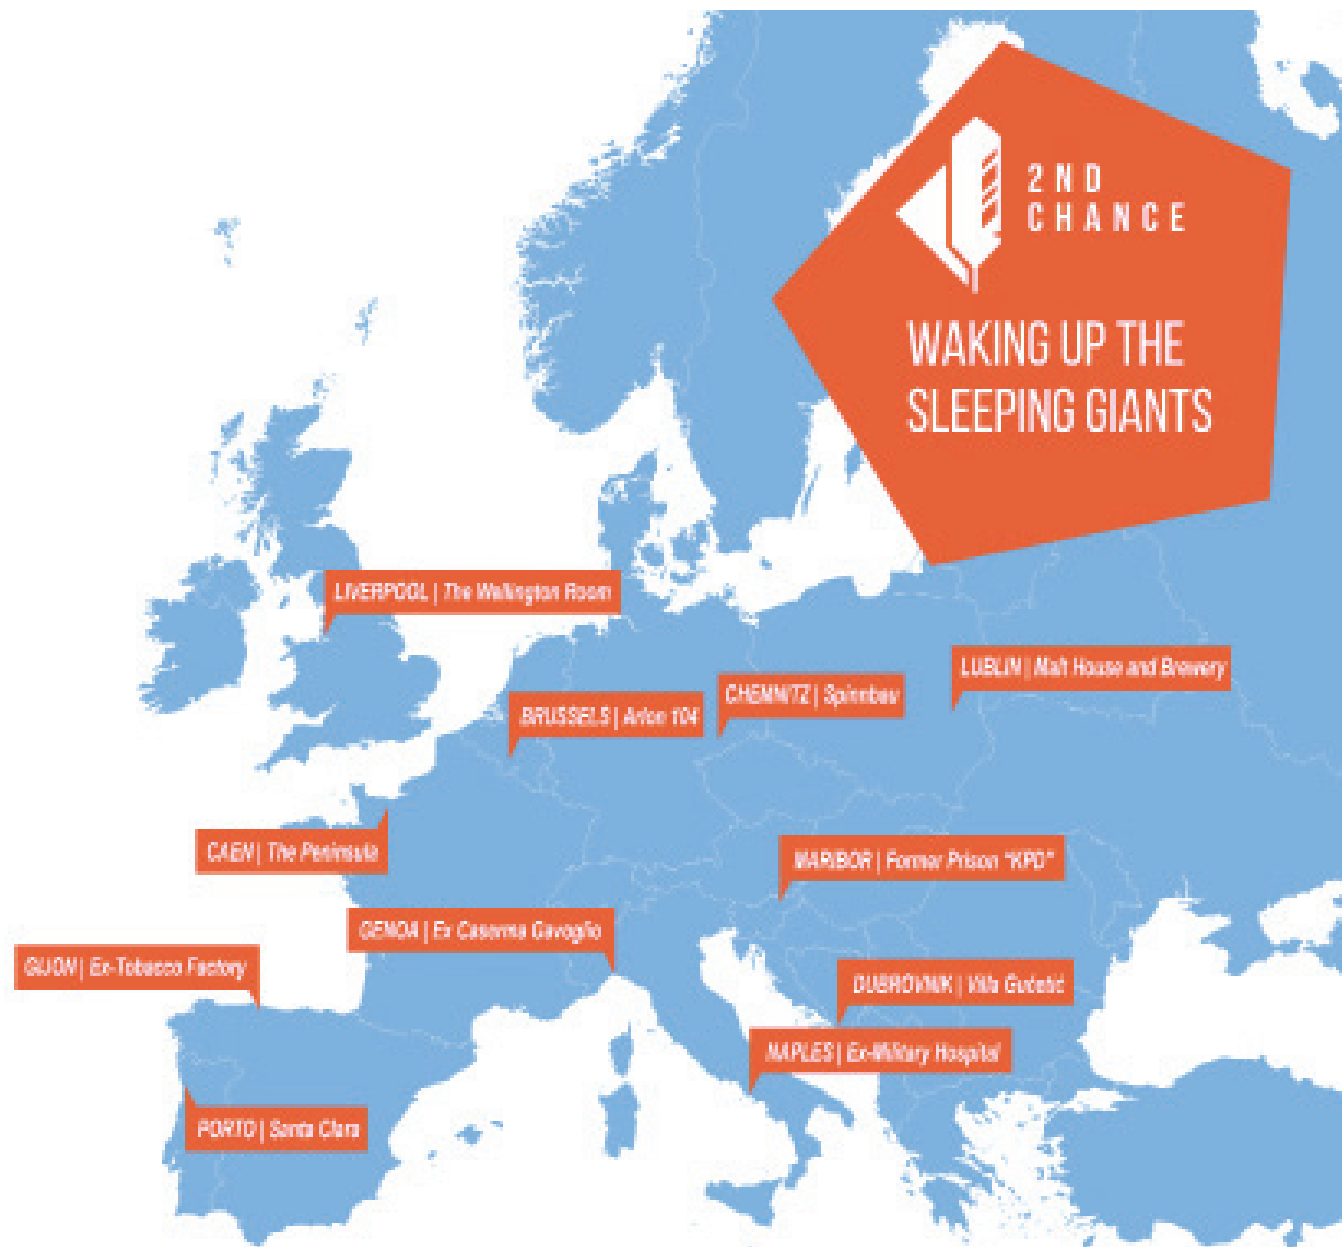 2ND
CHANCE
WAKING UP THE
SLEEPING GIANTS
LIVERPOOL | The Wellington Room
LUBLIN | Malt House and Brewery
CHEMNITZ | Spinnbau
BRUSSELS | Arlon 104
CAEN | The Peninsula
MARIBOR | Former Prison "KPD"
GENOA | Ex Caserma Gavoglio
GIJON | Ex-Tobacco Factory
DUBROVNIK | Villa Gučetić
NAPLES | Ex-Military Hospital
PORTO | Santa Clara